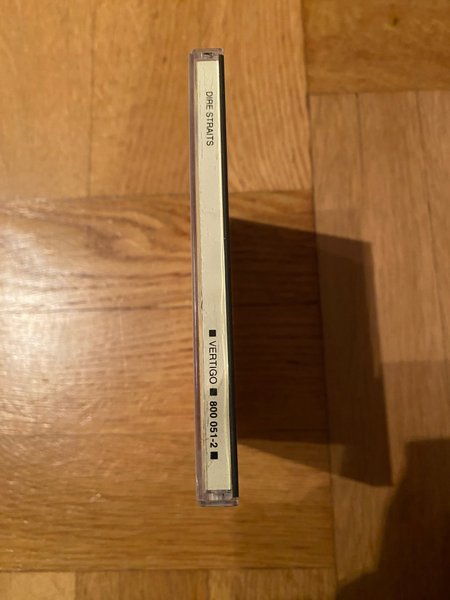 DIRE STRAITS
■ VERTIGO ■ 800 051-2 ■